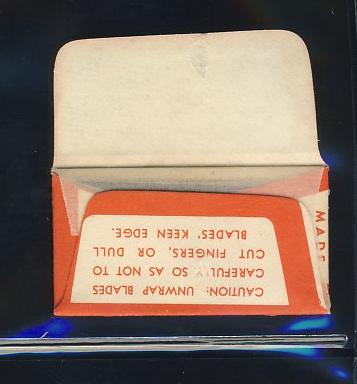 CAUTION: UNWRAP BLADES
CAREFULLY SO AS NOT TO
CUT FINGERS, OR DULL
BLADES' KEEN EDGE.
MADE